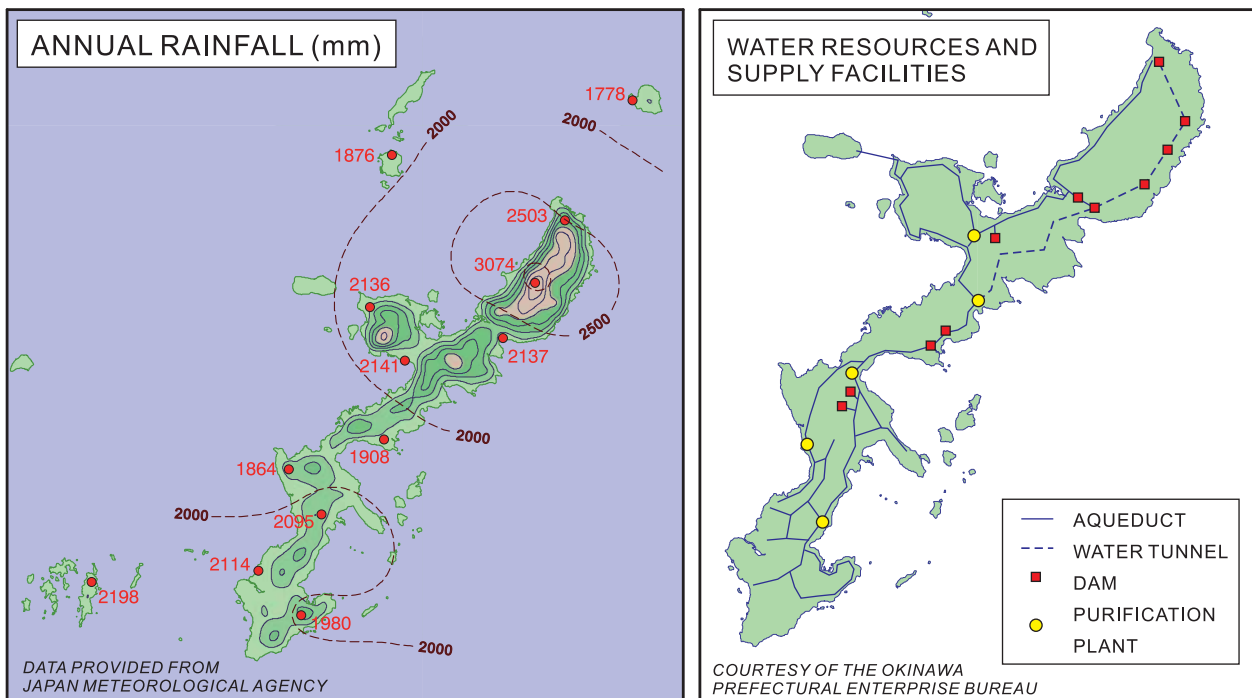 ANNUAL RAINFALL (mm)
1778
2000
2000
1876
2503
3074
2136
2500
2137
2141
2000
1908
1864
2000
2095
2114
2198
1980
2000
DATA PROVIDED FROM
JAPAN METEOROLOGICAL AGENCY
WATER RESOURCES AND
SUPPLY FACILITIES
AQUEDUCT
WATER TUNNEL
DAM
PURIFICATION
PLANT
COURTESY OF THE OKINAWA
PREFECTURAL ENTERPRISE BUREAU